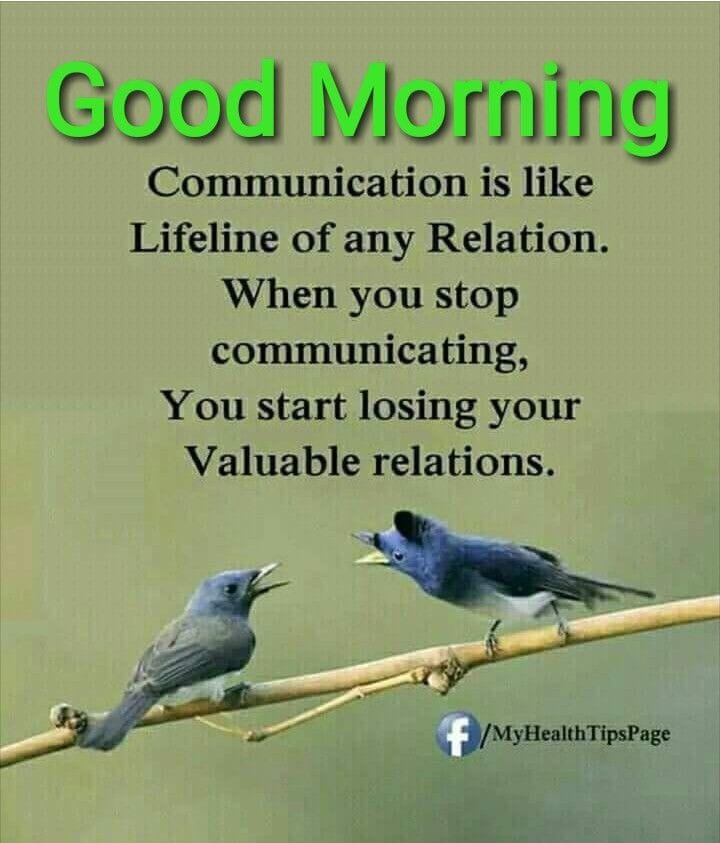 Good Morning
Communication is like
Lifeline of any Relation.
When you stop
communicating,
You start losing your
Valuable relations.
f/MyHealthTipsPage